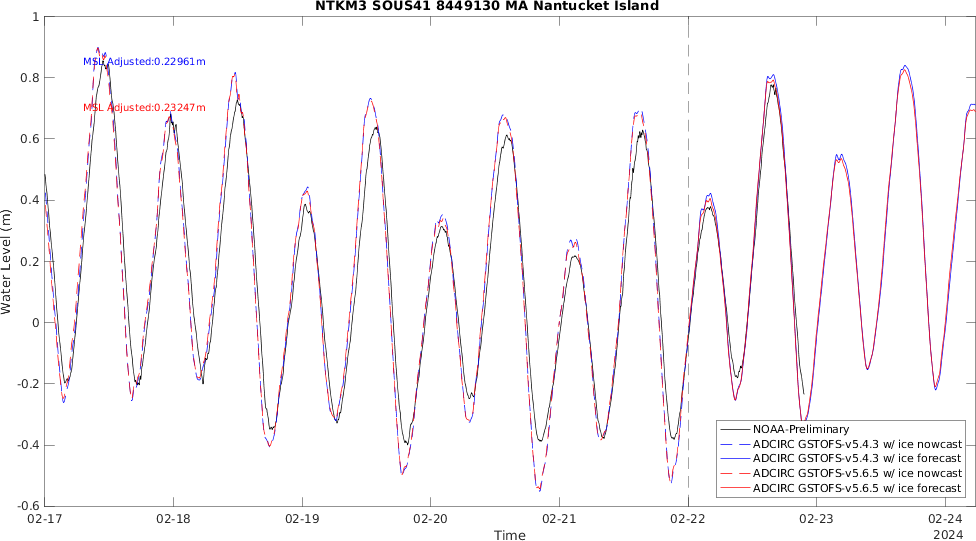 NTKM3 SOUS41 8449130 MA Nantucket Island
1
0.8
0.6
0.4
0.2
0
-0.2
-0.4
-0.6
Water Level (m)
MSL Adjusted:0.22961m
MSL Adjusted:0.23247m
NOAA-Preliminary
ADCIRC GSTOFS-v5.4.3 w/ ice nowcast
ADCIRC GSTOFS-v5.4.3 w/ ice forecast
ADCIRC GSTOFS-v5.6.5 w/ ice nowcast
ADCIRC GSTOFS-v5.6.5 w/ ice forecast
02-17 02-18 02-19 02-20 02-21 02-22 02-23 02-24
Time
2024